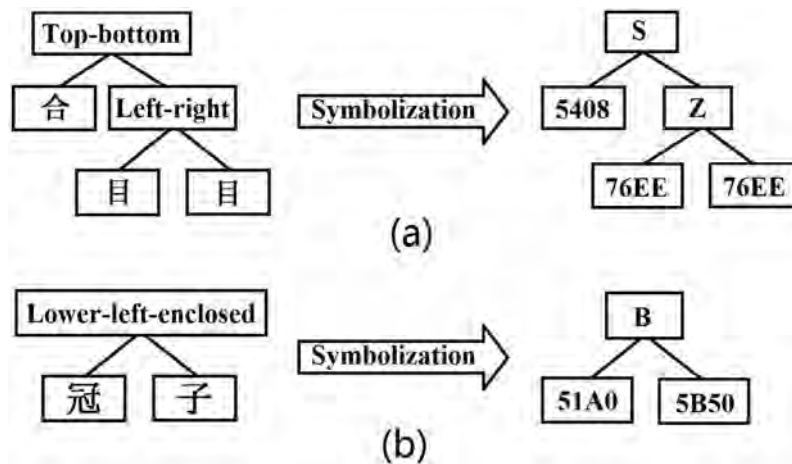 Top-bottom
S
合
Left-right
Symbolization
5408
Z
目
目
76EE
76EE
(a)
Lower-left-enclosed
B
Symbolization
冠
子
51A0
5B50
(b)